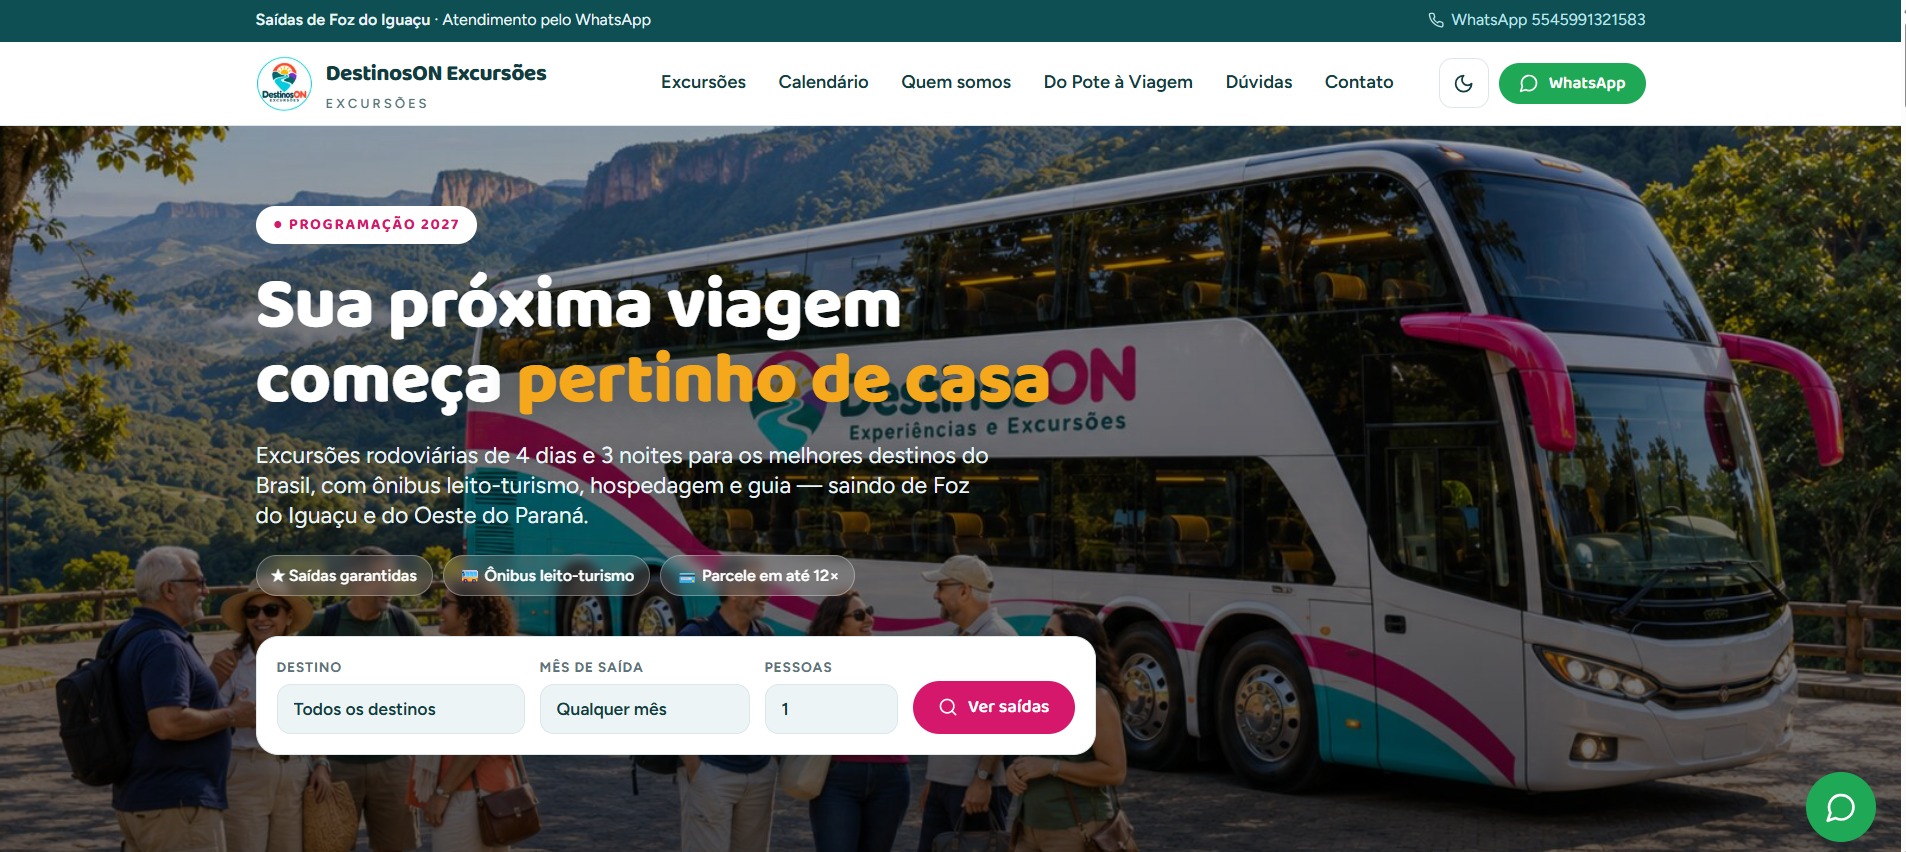 Saídas de Foz do Iguaçu · Atendimento pelo WhatsApp
WhatsApp 5545991321583
DestinosON
EXCURSÕES
DestinosON Excursões
EXCURSÕES
Excursões
Calendário
Quem somos
Do Pote à Viagem
Dúvidas
Contato
WhatsApp
• PROGRAMAÇÃO 2027
Sua próxima viagem
começa pertinho de casa
DestinosON
Experiências e Excursões
Excursões rodoviárias de 4 dias e 3 noites para os melhores destinos do
Brasil, com ônibus leito-turismo, hospedagem e guia — saindo de Foz
do Iguaçu e do Oeste do Paraná.
★ Saídas garantidas
Ônibus leito-turismo
Parcele em até 12×
DESTINO
MÊS DE SAÍDA
PESSOAS
Todos os destinos
Qualquer mês
1
Ver saídas